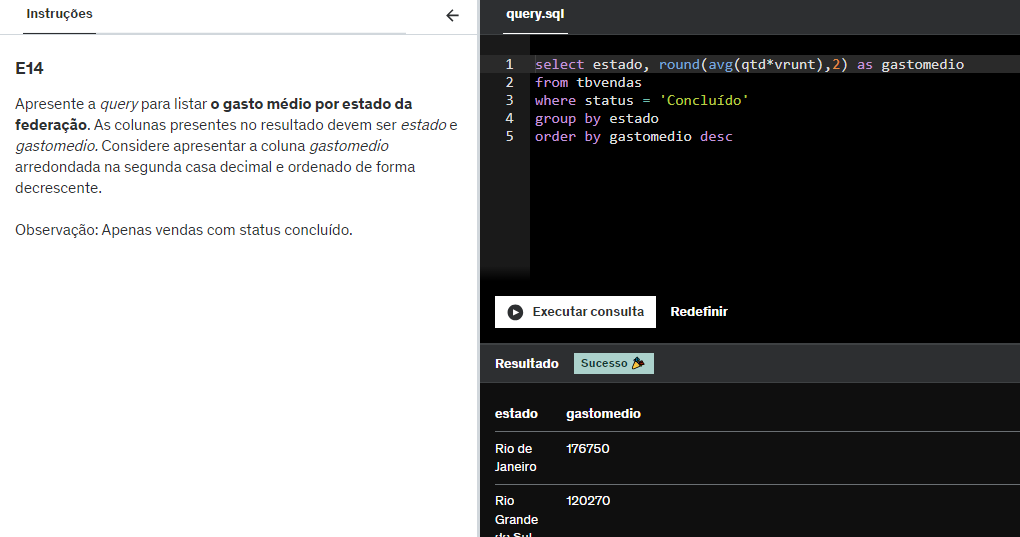 Instruções
E14
Apresente a query para listar o gasto médio por estado da
federação. As colunas presentes no resultado devem ser estado e
gastomedio. Considere apresentar a coluna gastomedio
arredondada na segunda casa decimal e ordenado de forma
decrescente.
Observação: Apenas vendas com status concluído.
query.sql
1 select estado, round(avg(qtd*vrunt),2) as gastomedio
2 from tbvendas
3 where status = 'Concluído'
4 group by estado
5 order by gastomedio desc
Executar consulta Redefinir
Resultado Sucesso
estado gastomedio
Rio de 176750
Janeiro
Rio 120270
Grande
do Sul